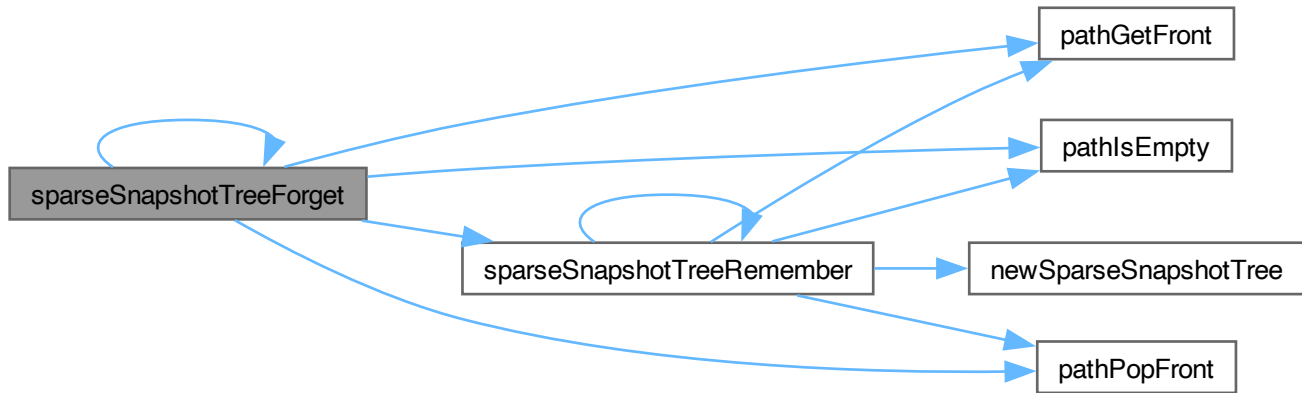 pathGetFront
pathIsEmpty
sparseSnapshotTreeForget
sparseSnapshotTreeRemember
newSparseSnapshotTree
pathPopFront